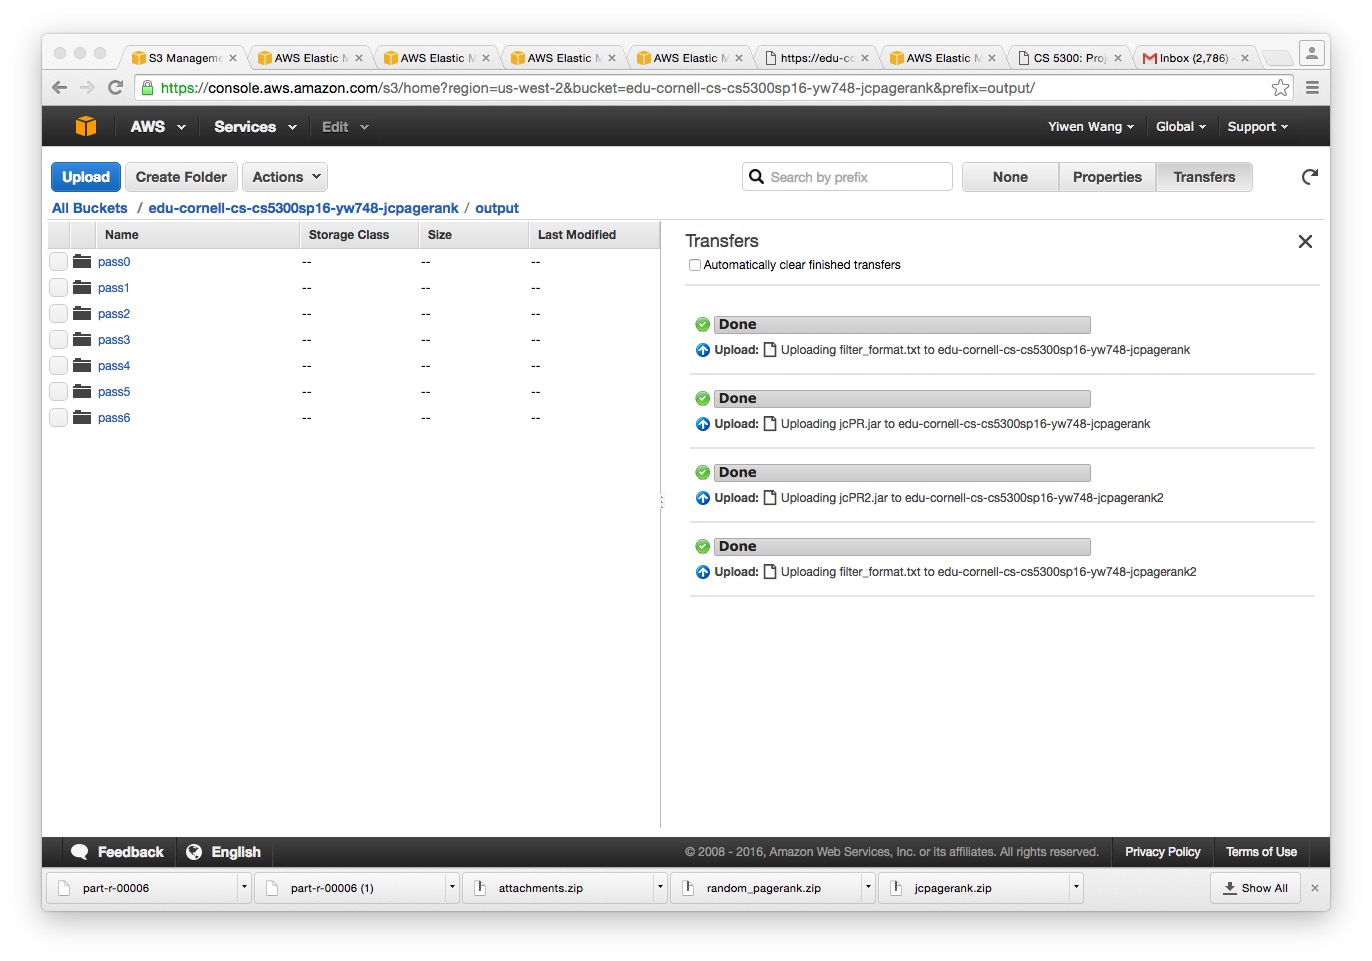 S3 Manageme AWS Elastic M AWS Elastic M AWS Elastic M AWS Elastic M https://edu-co AWS Elastic M CS 5300: Proj Inbox (2,786) -
https://console.aws.amazon.com/s3/home?region=us-west-2&bucket=edu-cornell-cs-cs5300sp16-yw748-jcpagerank&prefix=output/
AWS Services Edit Yiwen Wang Global Support
Upload Create Folder Actions Search by prefix None Properties Transfers
All Buckets / edu-cornell-cs-cs5300sp16-yw748-jcpagerank / output
Name Storage Class Size Last Modified
pass0 -- -- --
pass1 -- -- --
pass2 -- -- --
pass3 -- -- --
pass4 -- -- --
pass5 -- -- --
pass6 -- -- --
Transfers
Automatically clear finished transfers
Done
Upload: Uploading filter_format.txt to edu-cornell-cs-cs5300sp16-yw748-jcpagerank
Done
Upload: Uploading jcPR.jar to edu-cornell-cs-cs5300sp16-yw748-jcpagerank
Done
Upload: Uploading jcPR2.jar to edu-cornell-cs-cs5300sp16-yw748-jcpagerank2
Done
Upload: Uploading filter_format.txt to edu-cornell-cs-cs5300sp16-yw748-jcpagerank2
Feedback English © 2008 - 2016, Amazon Web Services, Inc. or its affiliates. All rights reserved. Privacy Policy Terms of Use
part-r-00006 part-r-00006 (1) attachments.zip random_pagerank.zip jcpagerank.zip Show All